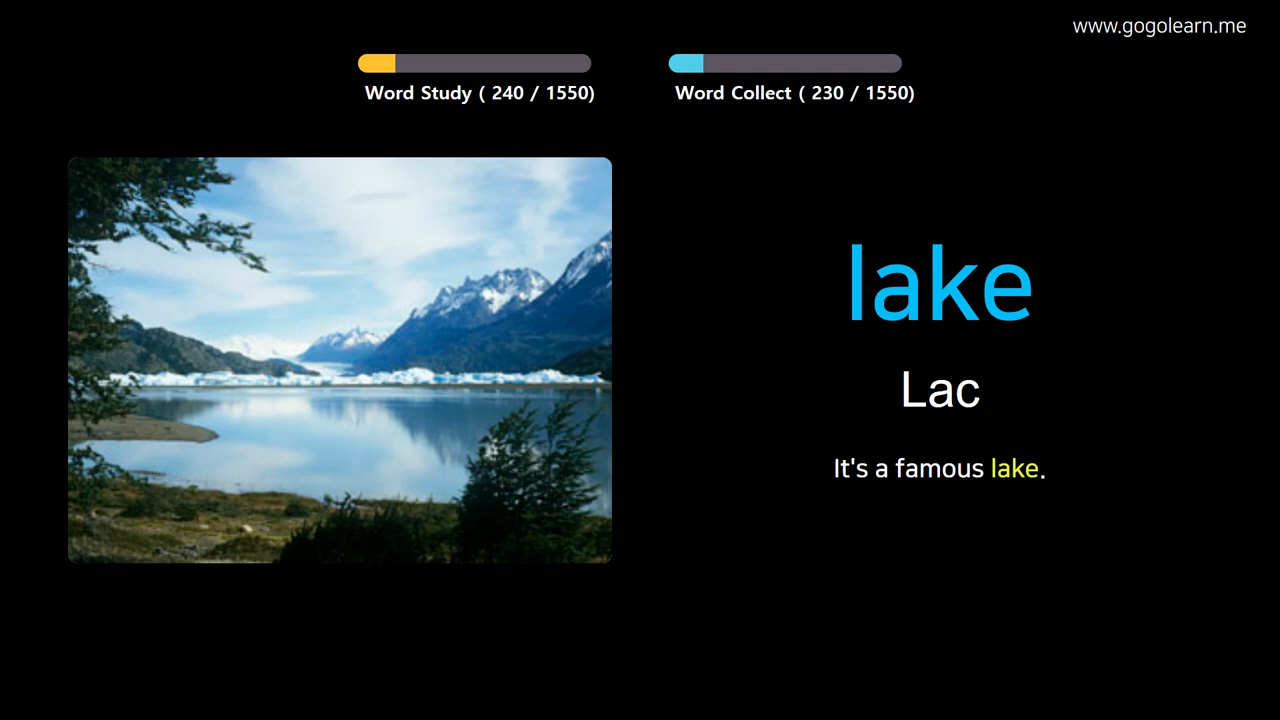 www.gogolearn.me
Word Study ( 240 / 1550)
Word Collect ( 230 / 1550)
lake
Lac
It's a famous lake.